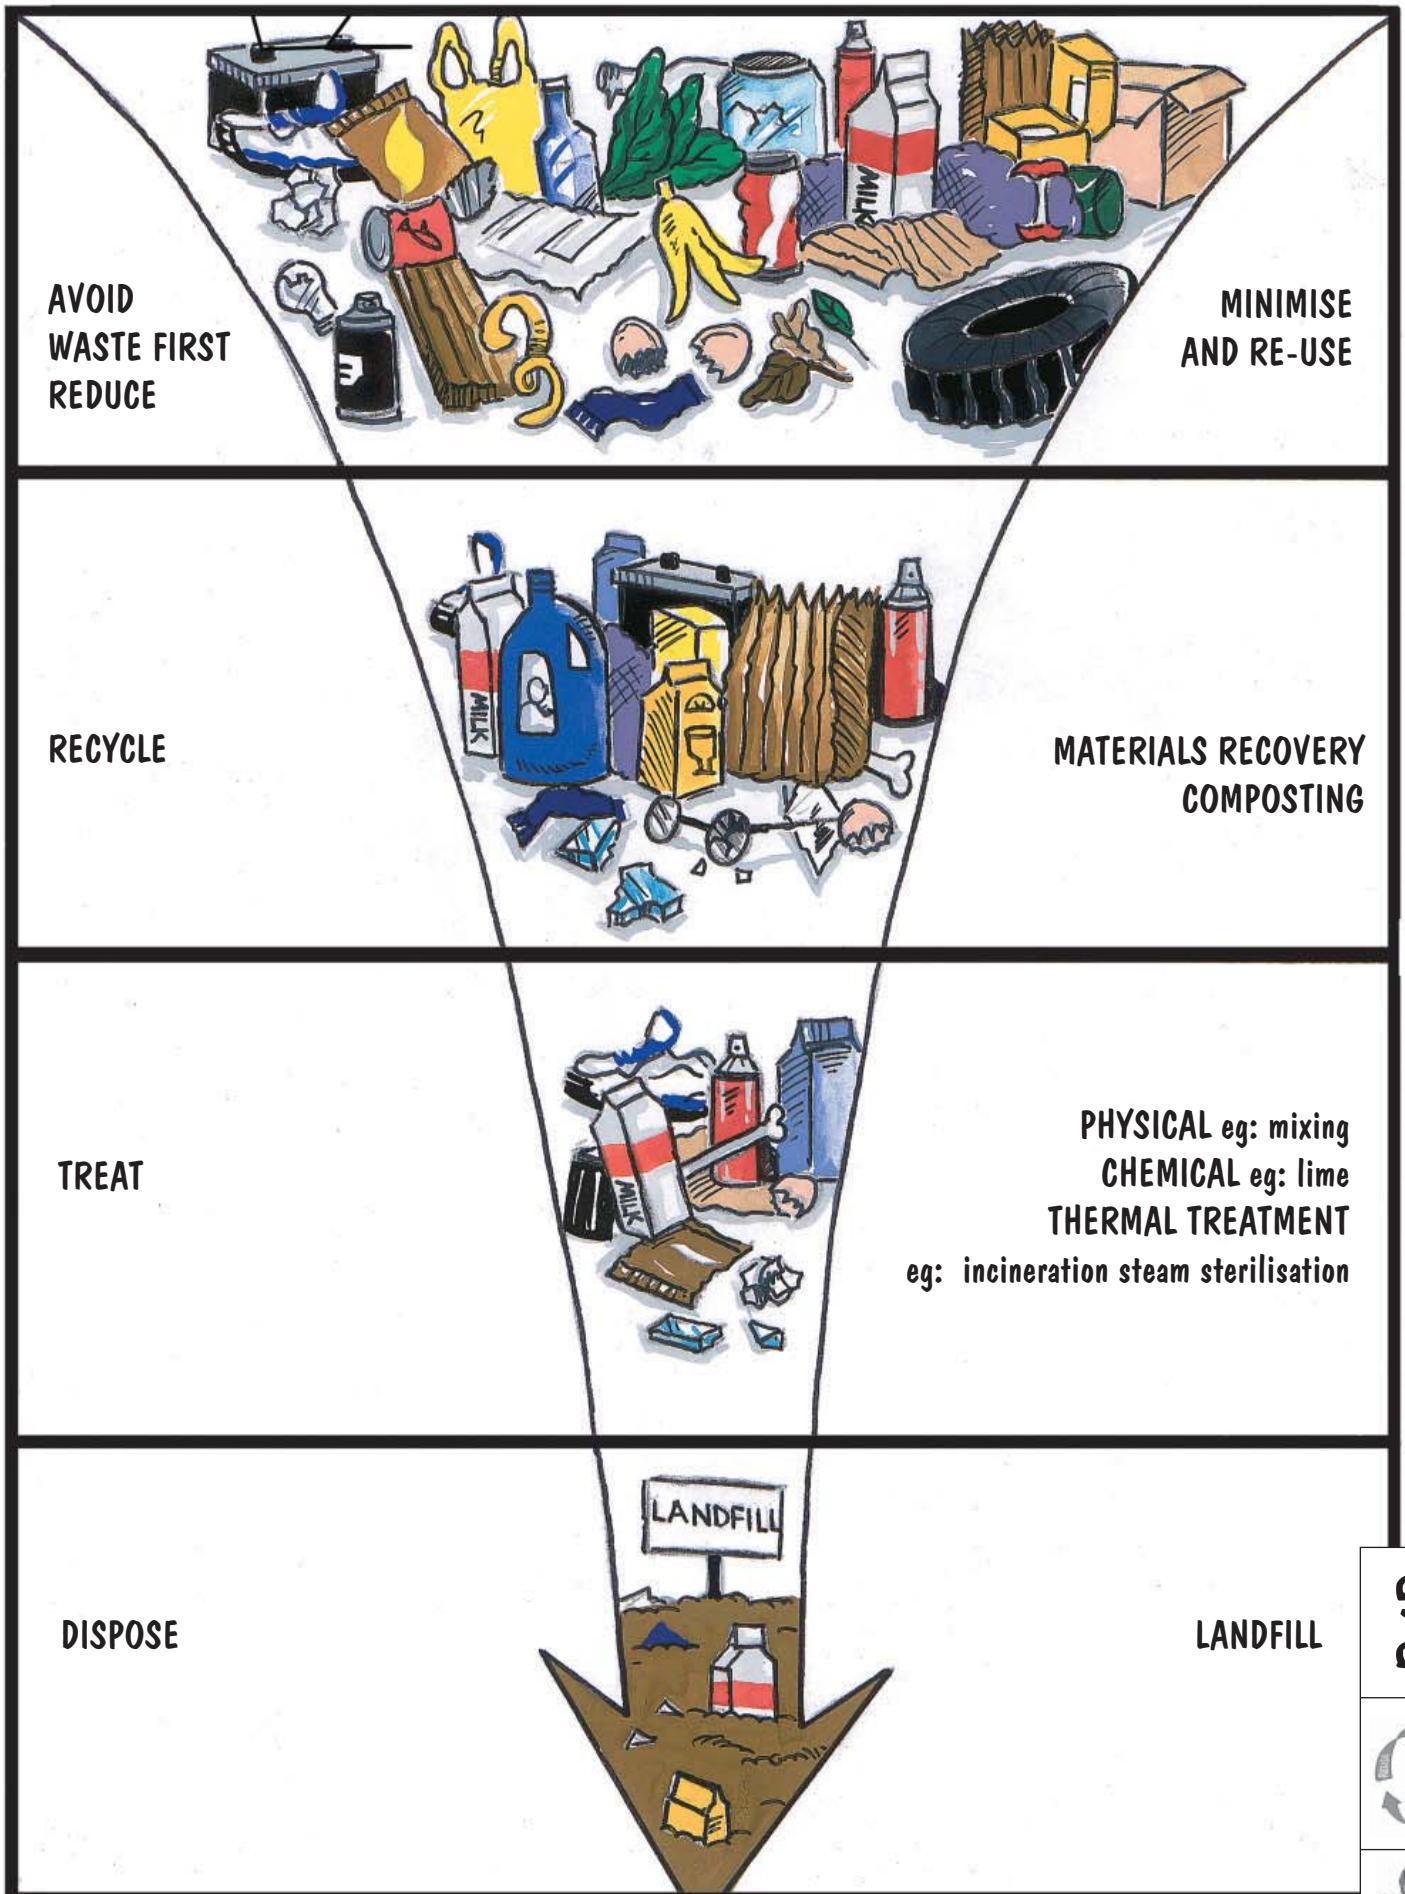 AVOID
WASTE FIRST
REDUCE
MINIMISE
AND RE-USE
MILK
RECYCLE
MATERIALS RECOVERY
COMPOSTING
MILK
TREAT
PHYSICAL eg: mixing
CHEMICAL eg: lime
THERMAL TREATMENT
eg: incineration steam sterilisation
MILK
DISPOSE
LANDFILL
LANDFILL